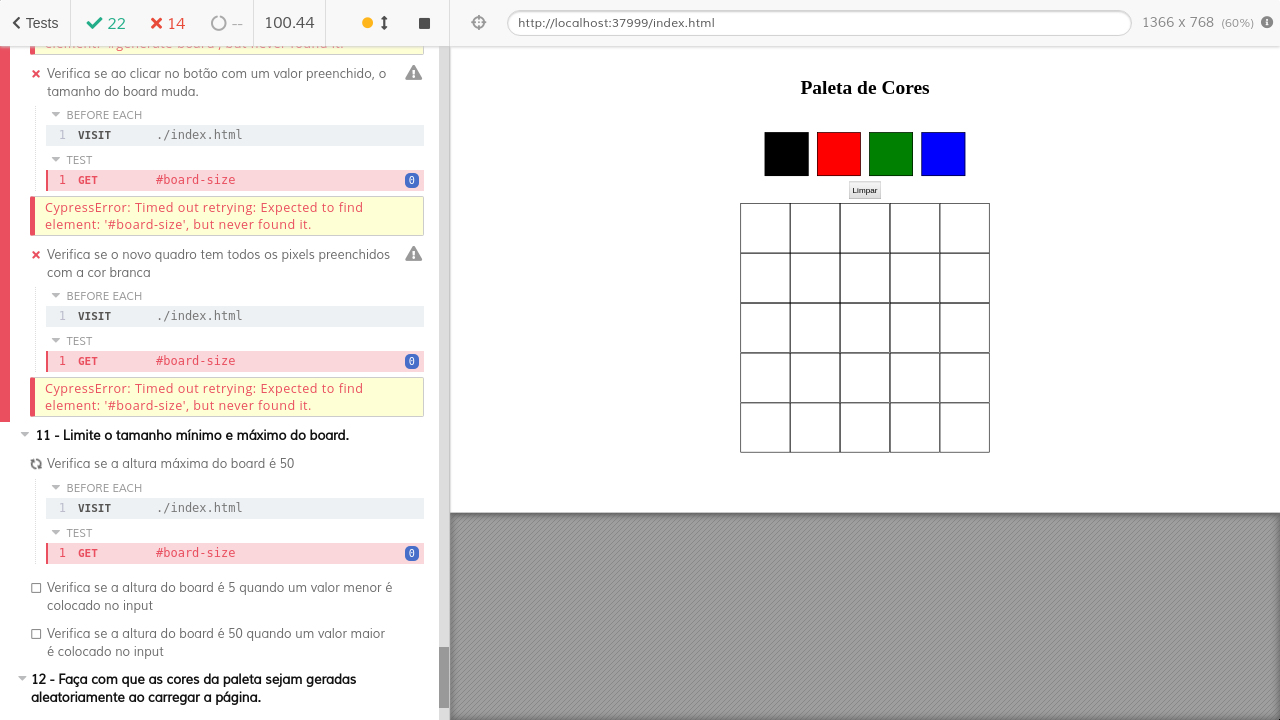 Tests 22 14 -- 100.44
http://localhost:37999/index.html 1366 x 768 (60%)
element: '#generate-board', but never found it.
Verifica se ao clicar no botão com um valor preenchido, o
tamanho do board muda.
BEFORE EACH
1 VISIT ./index.html
TEST
1 GET #board-size 0
CypressError: Timed out retrying: Expected to find
element: '#board-size', but never found it.
Verifica se o novo quadro tem todos os pixels preenchidos
com a cor branca
BEFORE EACH
1 VISIT ./index.html
TEST
1 GET #board-size 0
CypressError: Timed out retrying: Expected to find
element: '#board-size', but never found it.
11 - Limite o tamanho mínimo e máximo do board.
Verifica se a altura máxima do board é 50
BEFORE EACH
1 VISIT ./index.html
TEST
1 GET #board-size 0
Verifica se a altura do board é 5 quando um valor menor é
colocado no input
Verifica se a altura do board é 50 quando um valor maior
é colocado no input
12 - Faça com que as cores da paleta sejam geradas
aleatoriamente ao carregar a página.
Paleta de Cores
Limpar